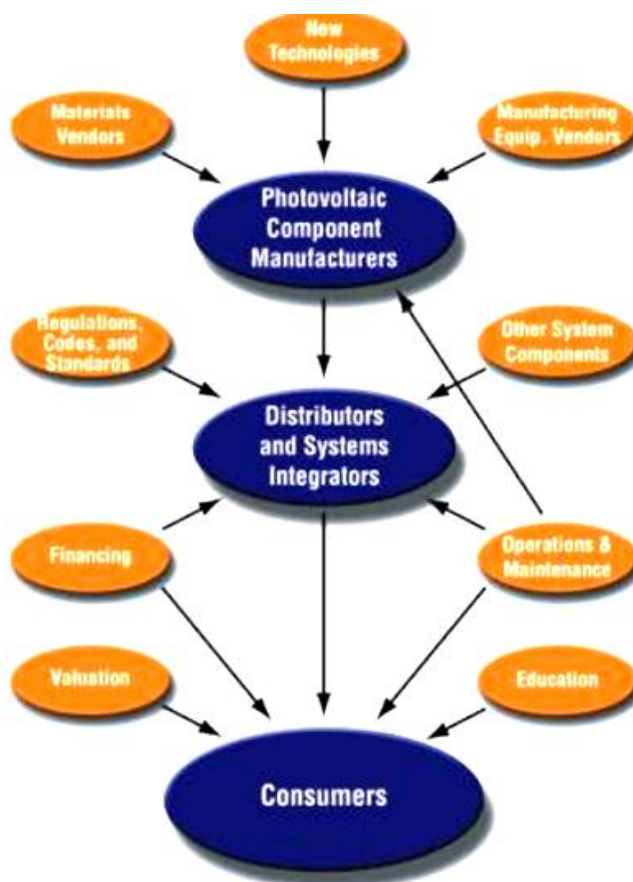 New
Technologies
Materials
Vendors
Manufacturing
Equip. Vendors
Photovoltaic
Component
Manufacturers
Regulations,
Codes, and
Standards
Other System
Components
Distributors
and Systems
Integrators
Financing
Operations &
Maintenance
Valuation
Education
Consumers